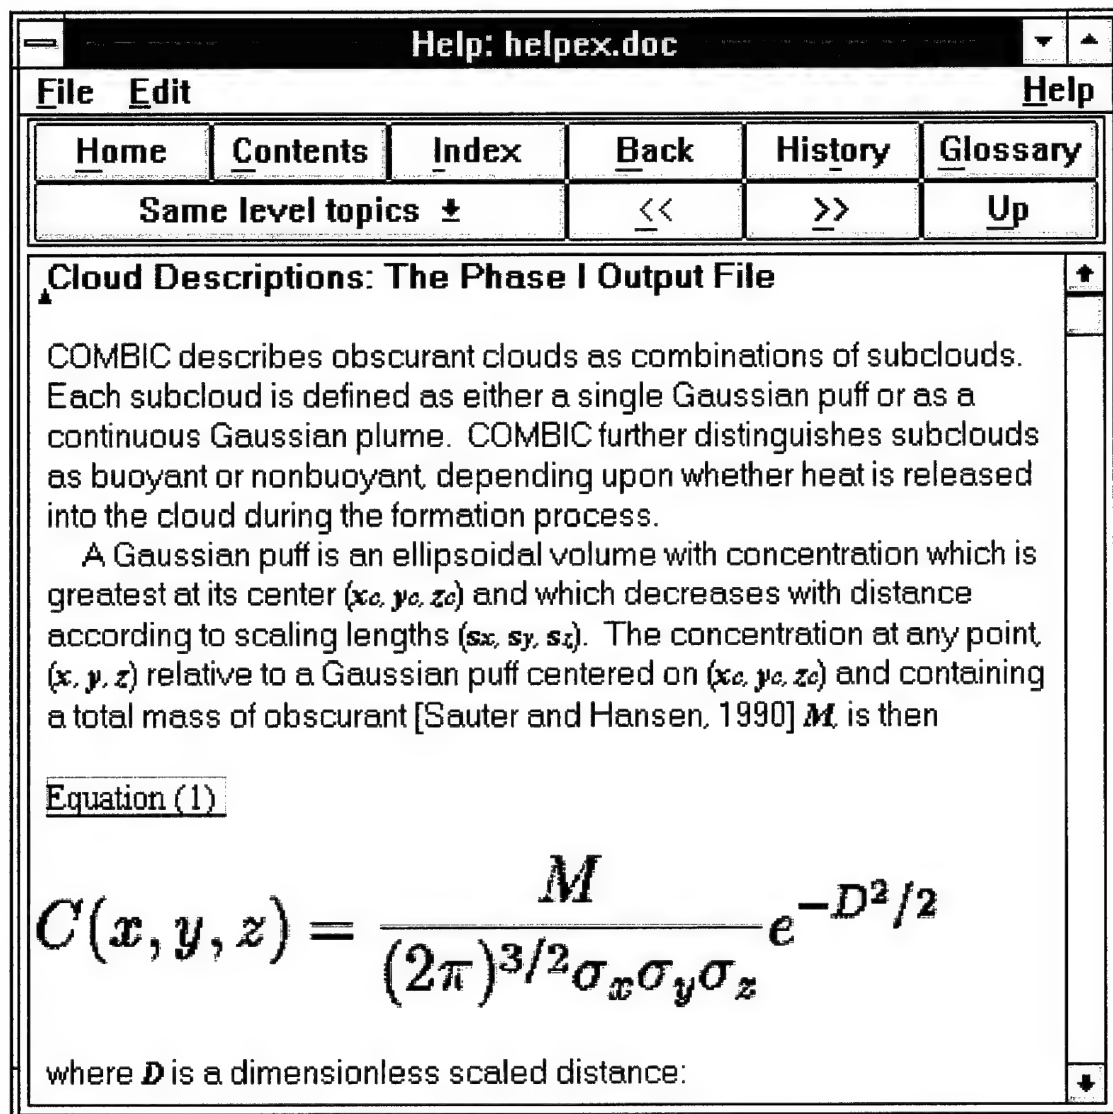 Help: helpex.doc
File Edit Help
Home Contents Index Back History Glossary
Same level topics << >> Up
Cloud Descriptions: The Phase I Output File
COMBIC describes obscurant clouds as combinations of subclouds.
Each subcloud is defined as either a single Gaussian puff or as a
continuous Gaussian plume. COMBIC further distinguishes subclouds
as buoyant or nonbuoyant, depending upon whether heat is released
into the cloud during the formation process.
A Gaussian puff is an ellipsoidal volume with concentration which is
greatest at its center (xc, yc, zc) and which decreases with distance
according to scaling lengths (sx, sy, sz). The concentration at any point,
(x, y, z) relative to a Gaussian puff centered on (xc, yc, zc) and containing
a total mass of obscurant [Sauter and Hansen, 1990] M, is then
Equation (1)
C(x, y, z) = M / ((2π)^{3/2} σ_x σ_y σ_z) e^{-D^2/2}
where D is a dimensionless scaled distance: